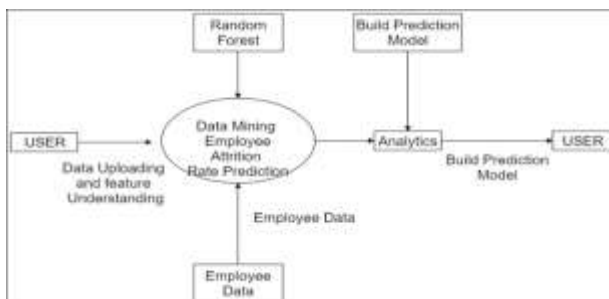 Random
Forest
Build Prediction
Model
Data Mining
Employee
Attrition
Rate Prediction
USER
Data Uploading
and feature
Understanding
Analytics
USER
Build Prediction
Model
Employee Data
Employee
Data